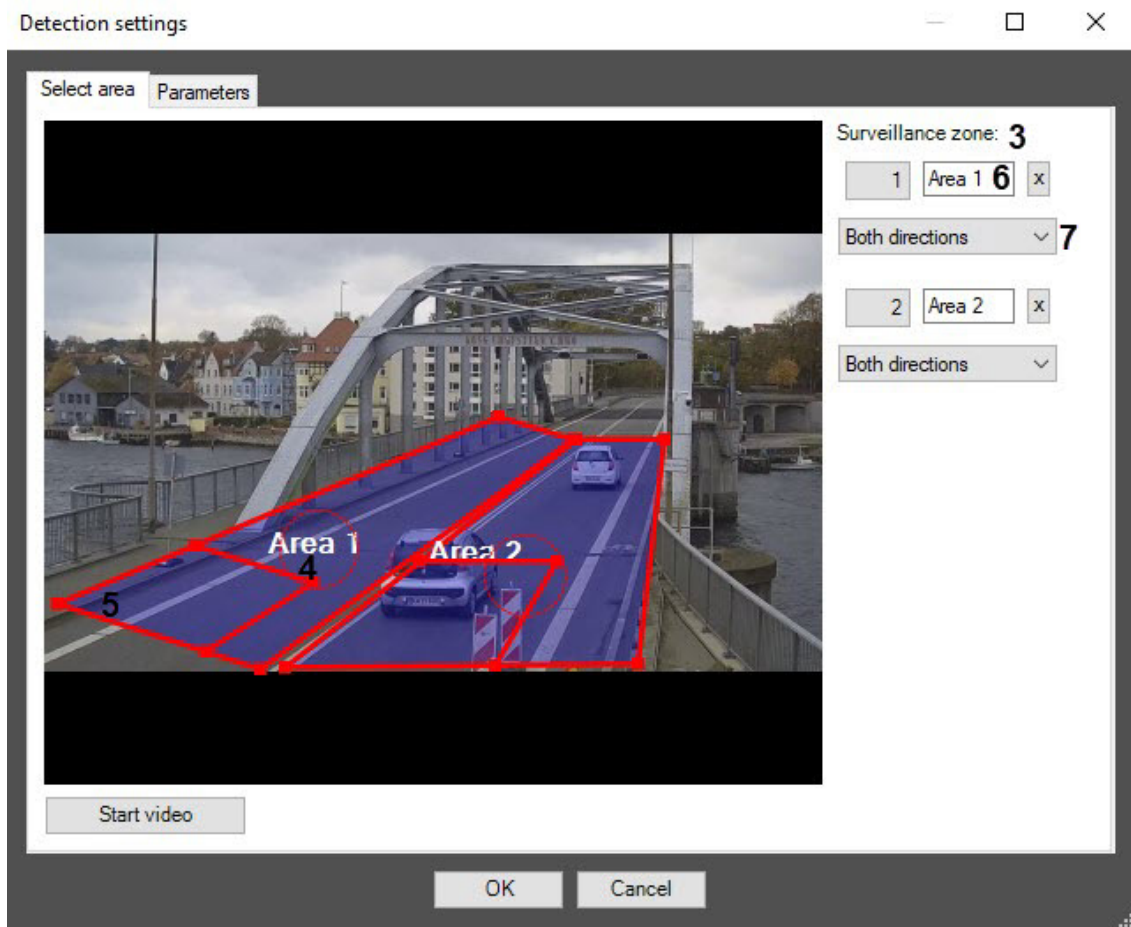 Detection settings
Select area
Parameters
Surveillance zone: 3
1 Area 1 6 x
Both directions 7
2 Area 2 x
Both directions
Area 1
Area 2
4
5
Start video
OK
Cancel